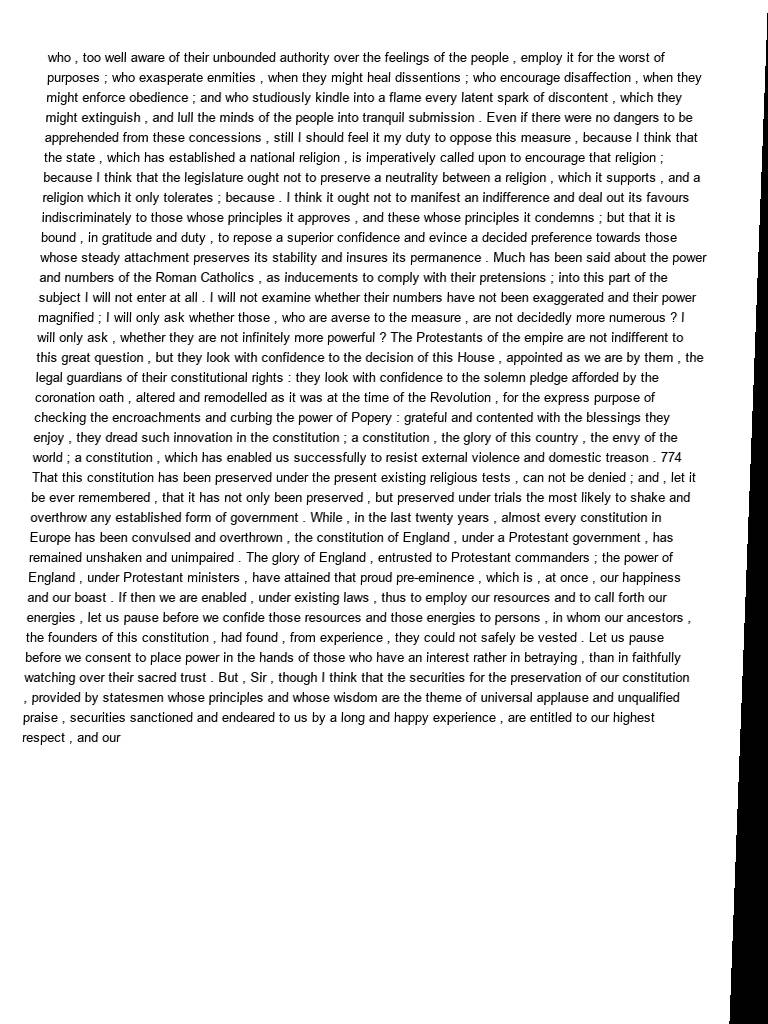 who , too well aware of their unbounded authority over the feelings of the people , employ it for the worst of
purposes ; who exasperate enmities , when they might heal dissentions ; who encourage disaffection , when they
might enforce obedience ; and who studiously kindle into a flame every latent spark of discontent , which they
might extinguish , and lull the minds of the people into tranquil submission . Even if there were no dangers to be
apprehended from these concessions , still I should feel it my duty to oppose this measure , because I think that
the state , which has established a national religion , is imperatively called upon to encourage that religion ;
because I think that the legislature ought not to preserve a neutrality between a religion , which it supports , and a
religion which it only tolerates ; because . I think it ought not to manifest an indifference and deal out its favours
indiscriminately to those whose principles it approves , and these whose principles it condemns ; but that it is
bound , in gratitude and duty , to repose a superior confidence and evince a decided preference towards those
whose steady attachment preserves its stability and insures its permanence . Much has been said about the power
and numbers of the Roman Catholics , as inducements to comply with their pretensions ; into this part of the
subject I will not enter at all . I will not examine whether their numbers have not been exaggerated and their power
magnified ; I will only ask whether those , who are averse to the measure , are not decidedly more numerous ? I
will only ask , whether they are not infinitely more powerful ? The Protestants of the empire are not indifferent to
this great question , but they look with confidence to the decision of this House , appointed as we are by them , the
legal guardians of their constitutional rights : they look with confidence to the solemn pledge afforded by the
coronation oath , altered and remodelled as it was at the time of the Revolution , for the express purpose of
checking the encroachments and curbing the power of Popery : grateful and contented with the blessings they
enjoy , they dread such innovation in the constitution ; a constitution , the glory of this country , the envy of the
world ; a constitution , which has enabled us successfully to resist external violence and domestic treason . 774
That this constitution has been preserved under the present existing religious tests , can not be denied ; and , let it
be ever remembered , that it has not only been preserved , but preserved under trials the most likely to shake and
overthrow any established form of government . While , in the last twenty years , almost every constitution in
Europe has been convulsed and overthrown , the constitution of England , under a Protestant government , has
remained unshaken and unimpaired . The glory of England , entrusted to Protestant commanders ; the power of
England , under Protestant ministers , have attained that proud pre-eminence , which is , at once , our happiness
and our boast . If then we are enabled , under existing laws , thus to employ our resources and to call forth our
energies , let us pause before we confide those resources and those energies to persons , in whom our ancestors ,
the founders of this constitution , had found , from experience , they could not safely be vested . Let us pause
before we consent to place power in the hands of those who have an interest rather in betraying , than in faithfully
watching over their sacred trust . But , Sir , though I think that the securities for the preservation of our constitution
, provided by statesmen whose principles and whose wisdom are the theme of universal applause and unqualified
praise , securities sanctioned and endeared to us by a long and happy experience , are entitled to our highest
respect , and our